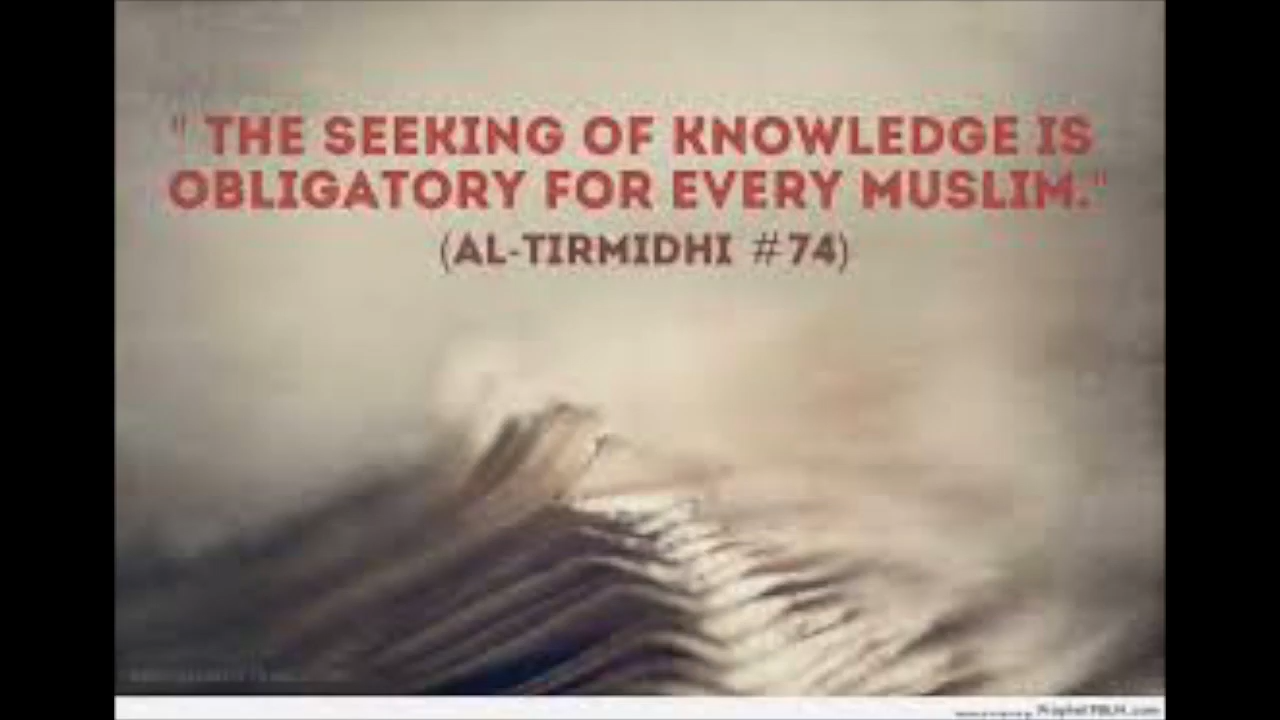 " THE SEEKING OF KNOWLEDGE IS
OBLIGATORY FOR EVERY MUSLIM."
(AL-TIRMIDHI #74)